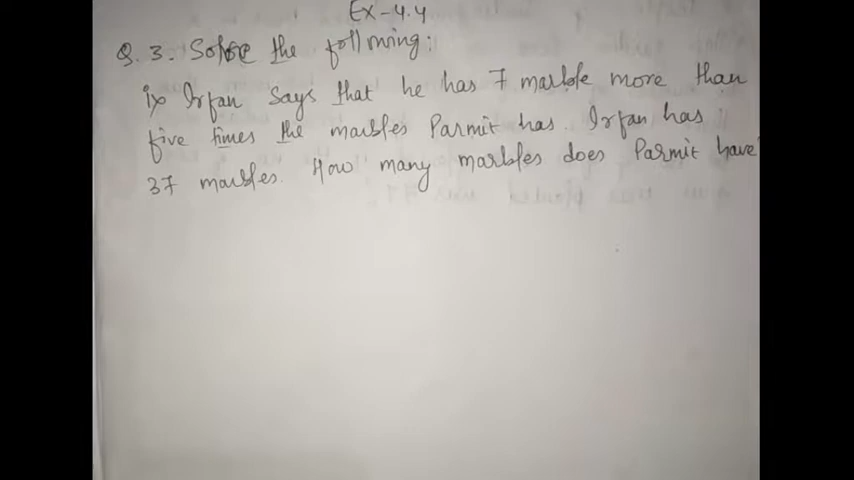 Ex-4.4
Q.3. Solve the following:
i> Irfan says that he has 7 marble more than
five times the marbles Parmit has. Irfan has
37 marbles. How many marbles does Parmit have